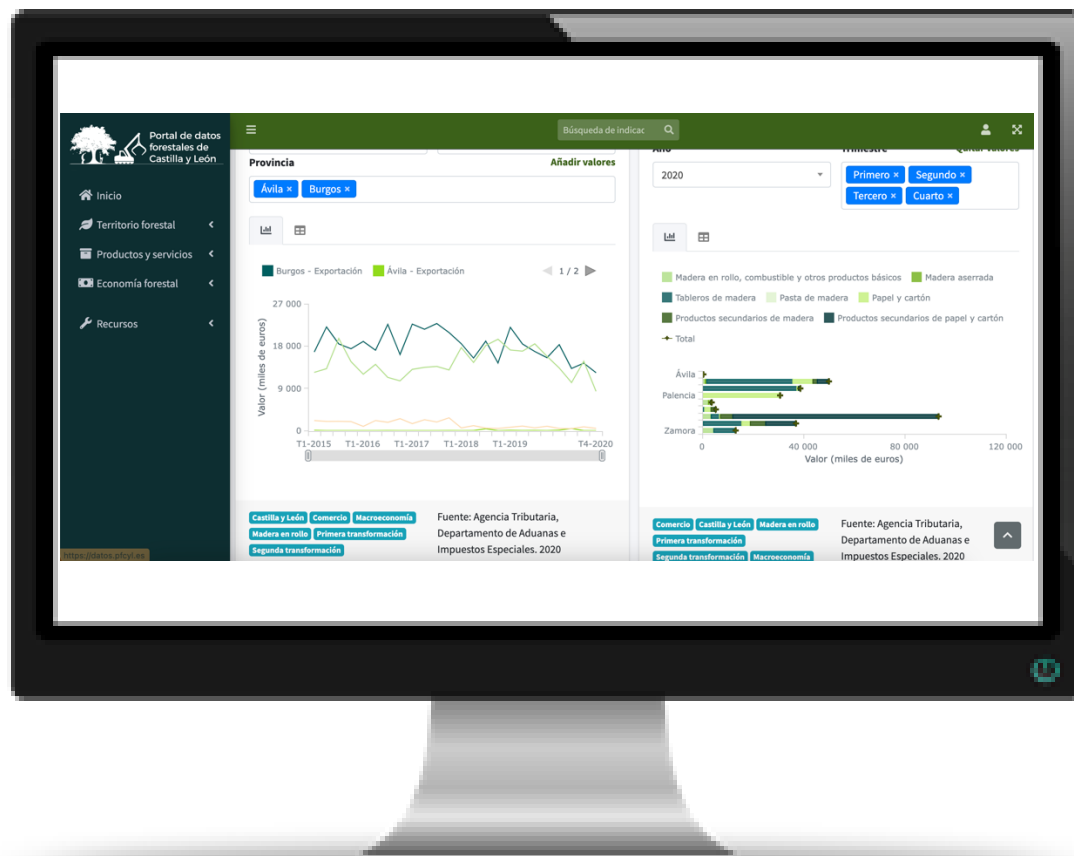 Portal de datos
forestales de
Castilla y León
Inicio
Territorio forestal
Productos y servicios
Economía forestal
Recursos
https://datos.pfcyl.es
Búsqueda de indicac
Provincia
Añadir valores
Ávila ×
Burgos ×
Burgos - Exportación
Ávila - Exportación
1 / 2
Valor (miles de euros)
27 000
18 000
9 000
0
T1-2015
T1-2016
T1-2017
T1-2018
T1-2019
T4-2020
Castilla y León
Comercio
Macroeconomía
Madera en rollo
Primera transformación
Segunda transformación
Fuente: Agencia Tributaria,
Departamento de Aduanas e
Impuestos Especiales. 2020
Año
Trimestre
Quitar valores
2020
Primero ×
Segundo ×
Tercero ×
Cuarto ×
Madera en rollo, combustible y otros productos básicos
Madera aserrada
Tableros de madera
Pasta de madera
Papel y cartón
Productos secundarios de madera
Productos secundarios de papel y cartón
Total
Ávila
Palencia
Zamora
0
40 000
80 000
120 000
Valor (miles de euros)
Comercio
Castilla y León
Madera en rollo
Primera transformación
Segunda transformación
Macroeconomía
Fuente: Agencia Tributaria,
Departamento de Aduanas e
Impuestos Especiales. 2020